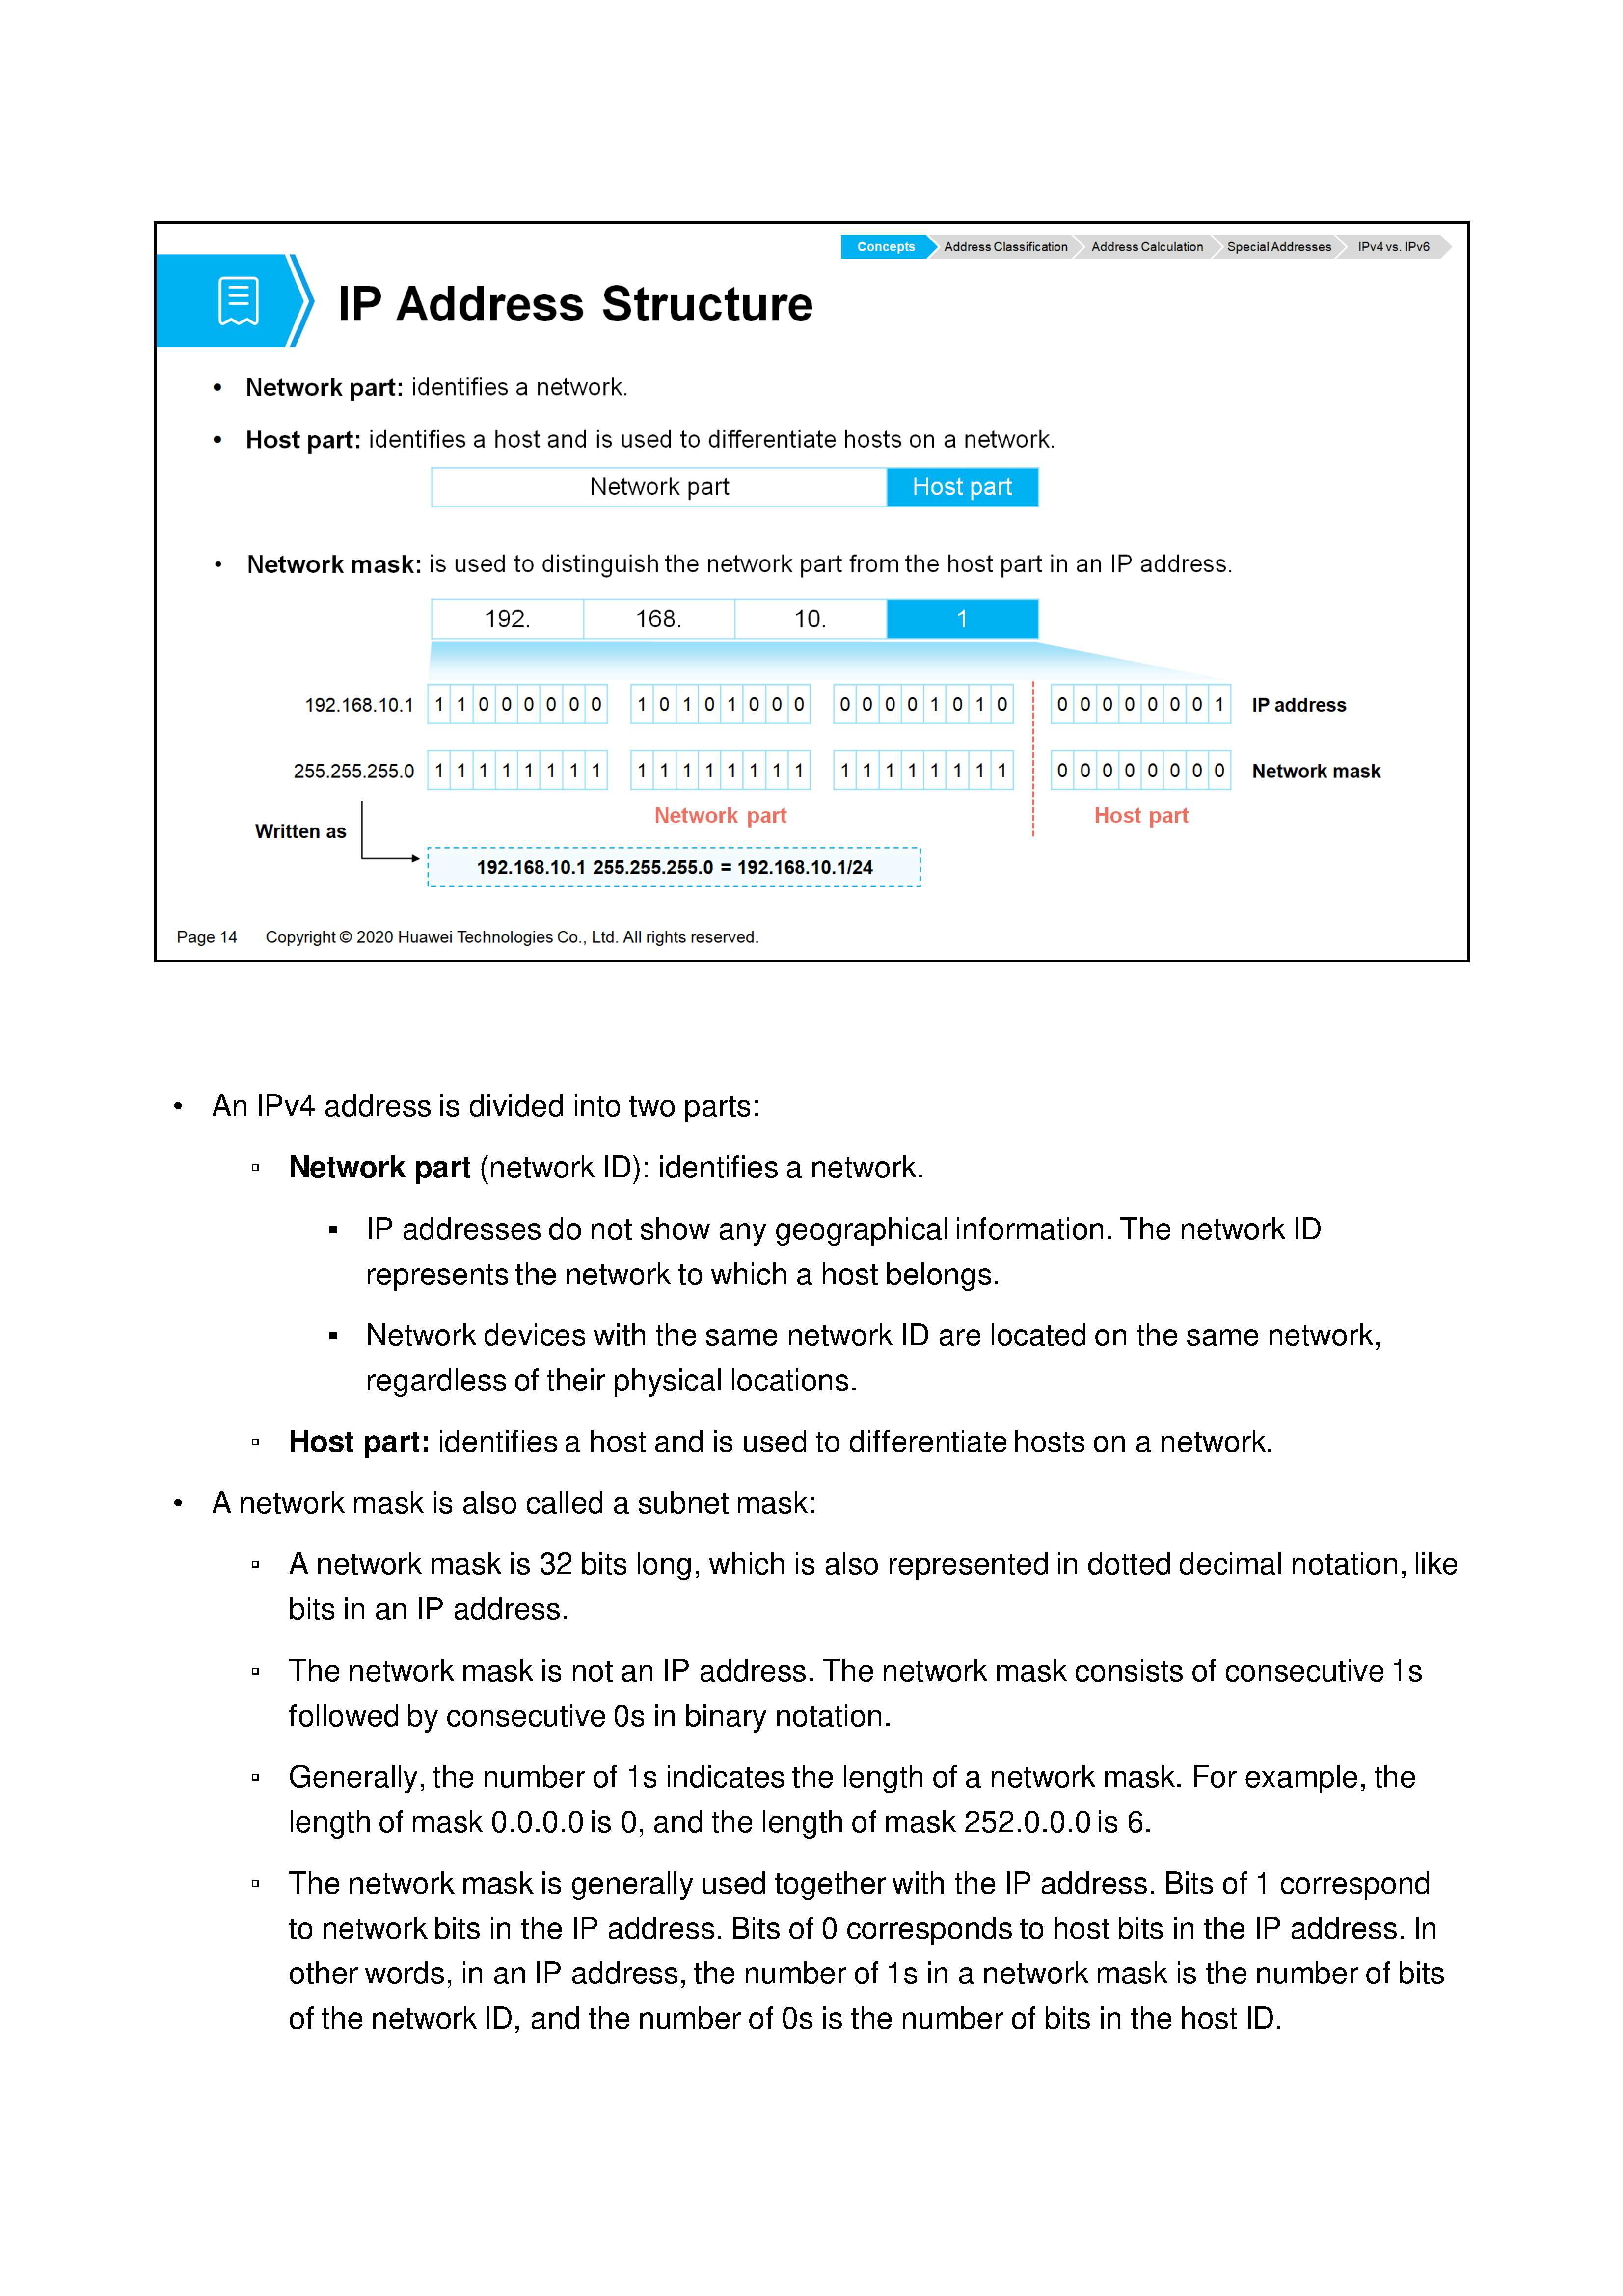 Concepts Address Classification Address Calculation Special Addresses IPv4 vs. IPv6
IP Address Structure
• Network part: identifies a network.
• Host part: identifies a host and is used to differentiate hosts on a network.
Network part Host part
• Network mask: is used to distinguish the network part from the host part in an IP address.
192. 168. 10. 1
192.168.10.1 1 1 0 0 0 0 0 0 1 0 1 0 1 0 0 0 0 0 0 0 1 0 1 0 0 0 0 0 0 0 0 1 IP address
255.255.255.0 1 1 1 1 1 1 1 1 1 1 1 1 1 1 1 1 1 1 1 1 1 1 1 1 0 0 0 0 0 0 0 0 Network mask
Network part Host part
Written as
192.168.10.1 255.255.255.0 = 192.168.10.1/24
Page 14 Copyright © 2020 Huawei Technologies Co., Ltd. All rights reserved.
• An IPv4 address is divided into two parts:
▫ Network part (network ID): identifies a network.
▪ IP addresses do not show any geographical information. The network ID
represents the network to which a host belongs.
▪ Network devices with the same network ID are located on the same network,
regardless of their physical locations.
▫ Host part: identifies a host and is used to differentiate hosts on a network.
• A network mask is also called a subnet mask:
▫ A network mask is 32 bits long, which is also represented in dotted decimal notation, like
bits in an IP address.
▫ The network mask is not an IP address. The network mask consists of consecutive 1s
followed by consecutive 0s in binary notation.
▫ Generally, the number of 1s indicates the length of a network mask. For example, the
length of mask 0.0.0.0 is 0, and the length of mask 252.0.0.0 is 6.
▫ The network mask is generally used together with the IP address. Bits of 1 correspond
to network bits in the IP address. Bits of 0 corresponds to host bits in the IP address. In
other words, in an IP address, the number of 1s in a network mask is the number of bits
of the network ID, and the number of 0s is the number of bits in the host ID.